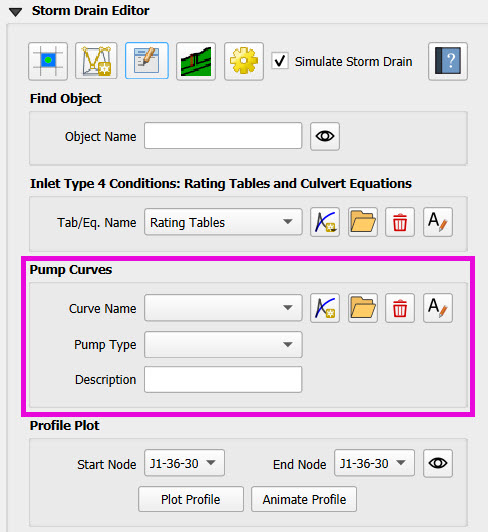 Storm Drain Editor
Simulate Storm Drain ?
Find Object
Object Name
Inlet Type 4 Conditions: Rating Tables and Culvert Equations
Tab/Eq. Name Rating Tables A
Pump Curves
Curve Name A
Pump Type
Description
Profile Plot
Start Node J1-36-30 End Node J1-36-30
Plot Profile Animate Profile